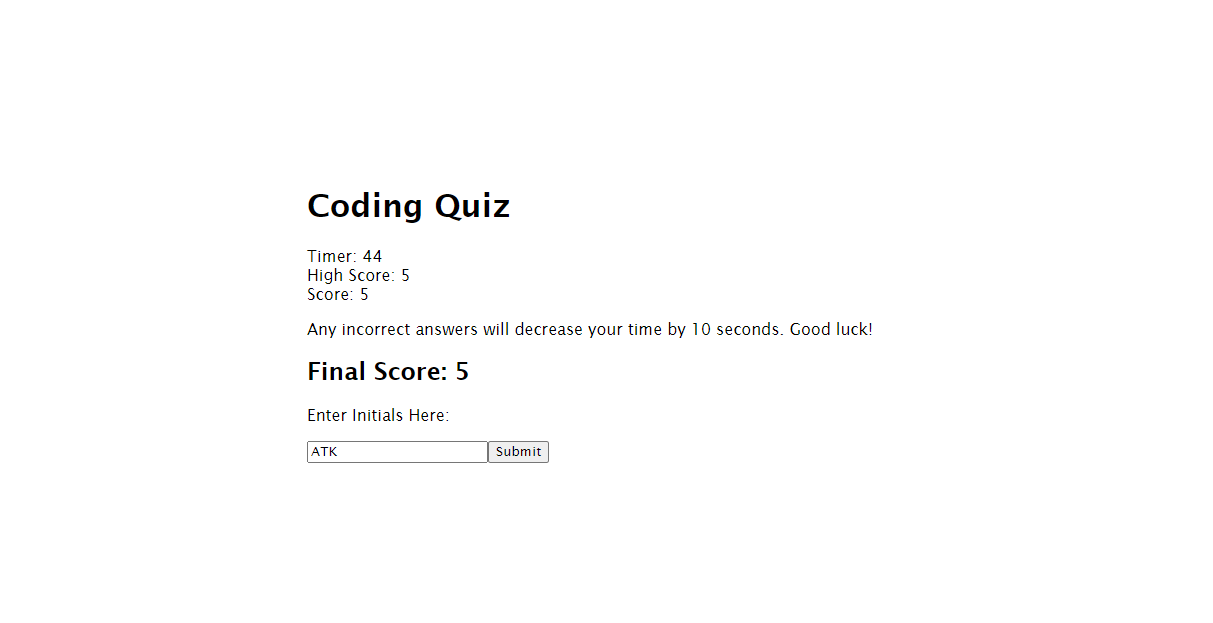 Coding Quiz
Timer: 44
High Score: 5
Score: 5
Any incorrect answers will decrease your time by 10 seconds. Good luck!
Final Score: 5
Enter Initials Here:
ATK Submit